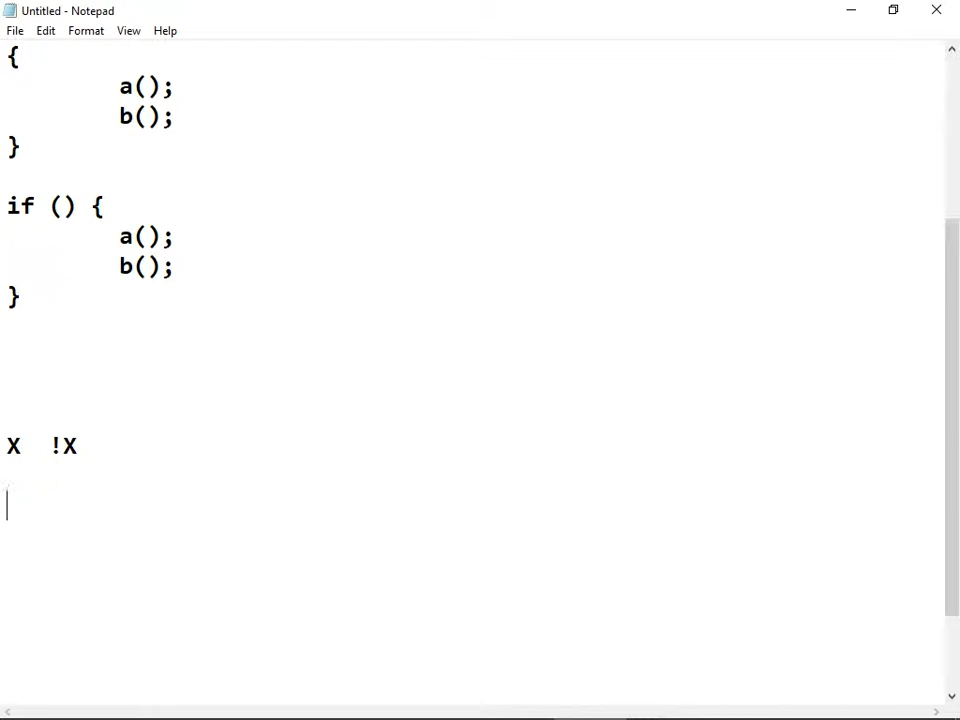 Untitled - Notepad
File Edit Format View Help
{
a();
b();
}
if () {
a();
b();
}
X !X